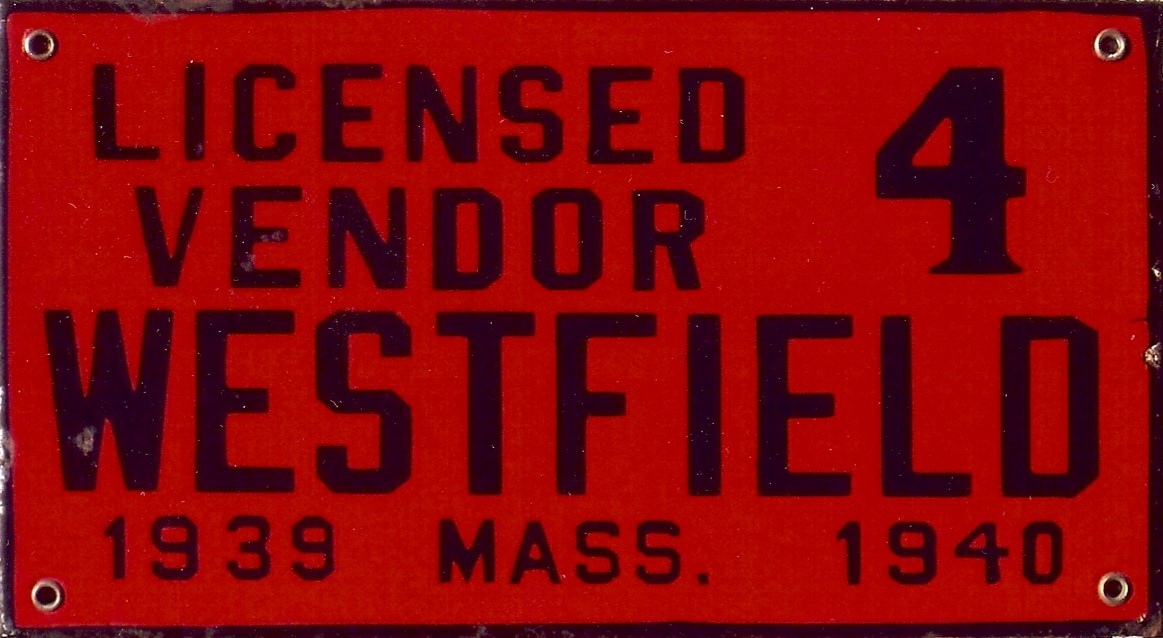 LICENSED 4
VENDOR
WESTFIELD
1939 MASS. 1940